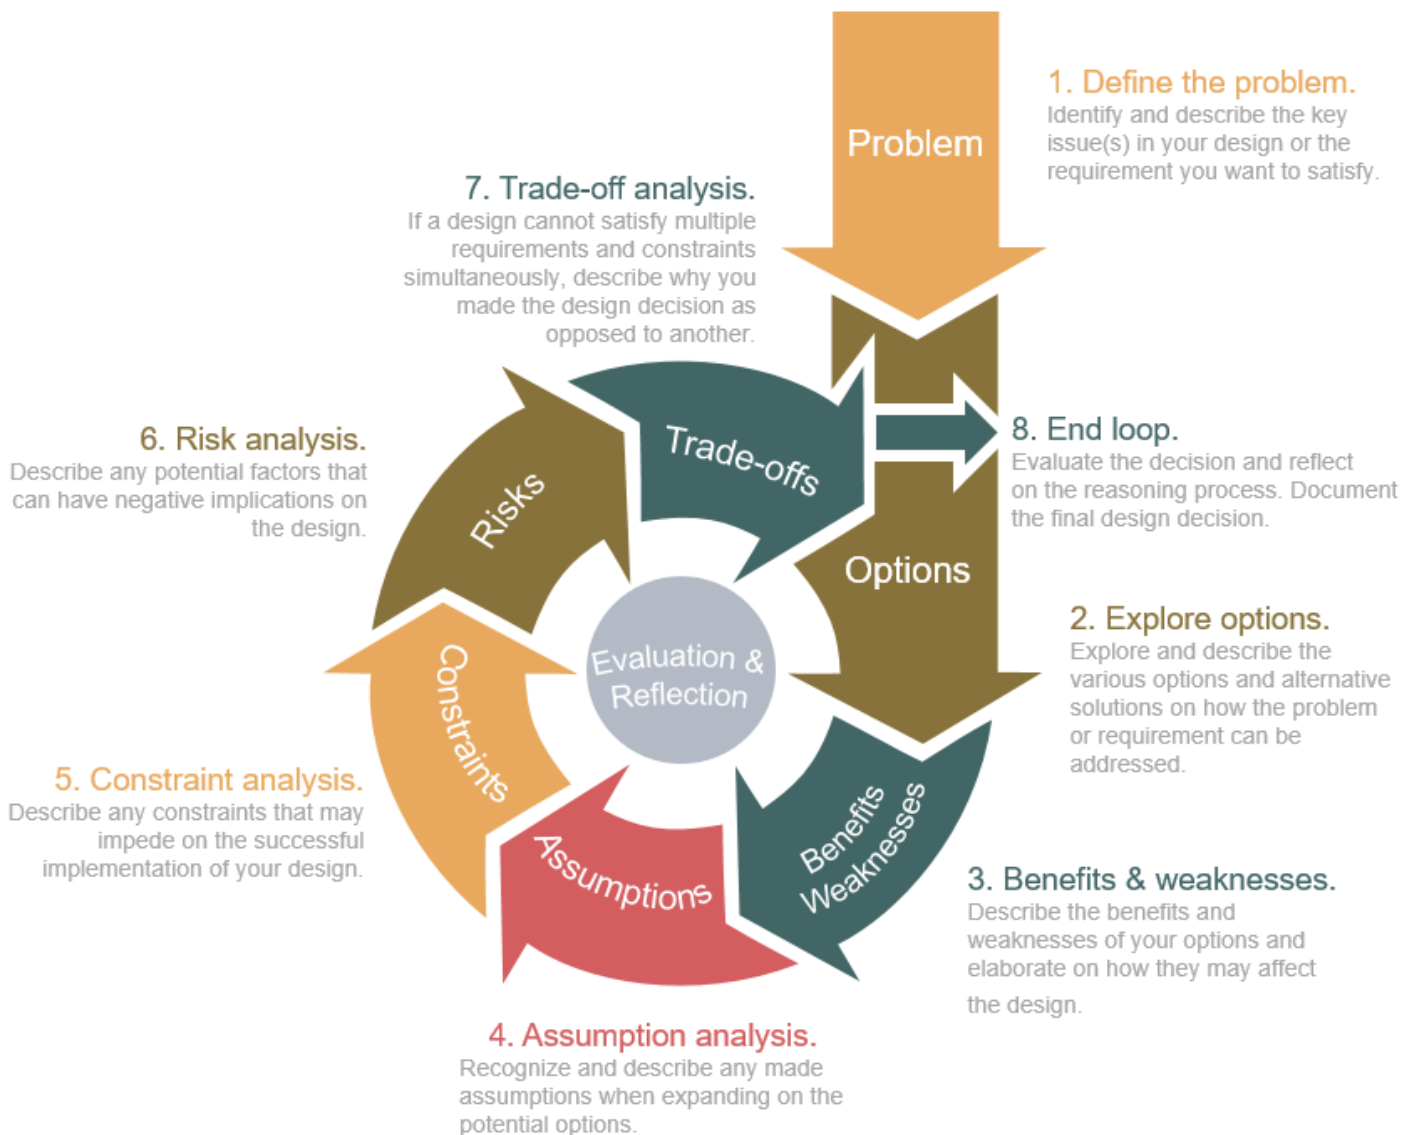 Problem
1. Define the problem.
Identify and describe the key
issue(s) in your design or the
requirement you want to satisfy.
7. Trade-off analysis.
If a design cannot satisfy multiple
requirements and constraints
simultaneously, describe why you
made the design decision as
opposed to another.
6. Risk analysis.
Describe any potential factors that
can have negative implications on
the design.
Risks
Trade-offs
8. End loop.
Evaluate the decision and reflect
on the reasoning process. Document
the final design decision.
Options
2. Explore options.
Explore and describe the
various options and alternative
solutions on how the problem
or requirement can be
addressed.
Evaluation &
Reflection
Constraints
5. Constraint analysis.
Describe any constraints that may
impede on the successful
implementation of your design.
Assumptions
Benefits
Weaknesses
3. Benefits & weaknesses.
Describe the benefits and
weaknesses of your options and
elaborate on how they may affect
the design.
4. Assumption analysis.
Recognize and describe any made
assumptions when expanding on the
potential options.